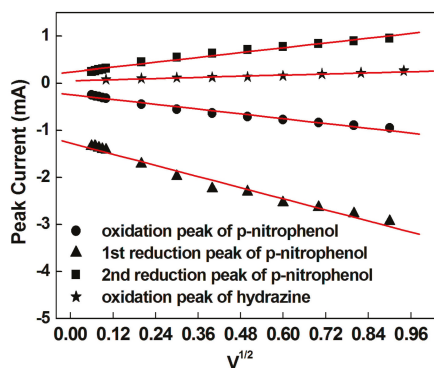 1
0
-1
-2
-3
-4
-5
Peak Current (mA)
oxidation peak of p-nitrophenol
1st reduction peak of p-nitrophenol
2nd reduction peak of p-nitrophenol
oxidation peak of hydrazine
0.00 0.12 0.24 0.36 0.48 0.60 0.72 0.84 0.96
V1/2